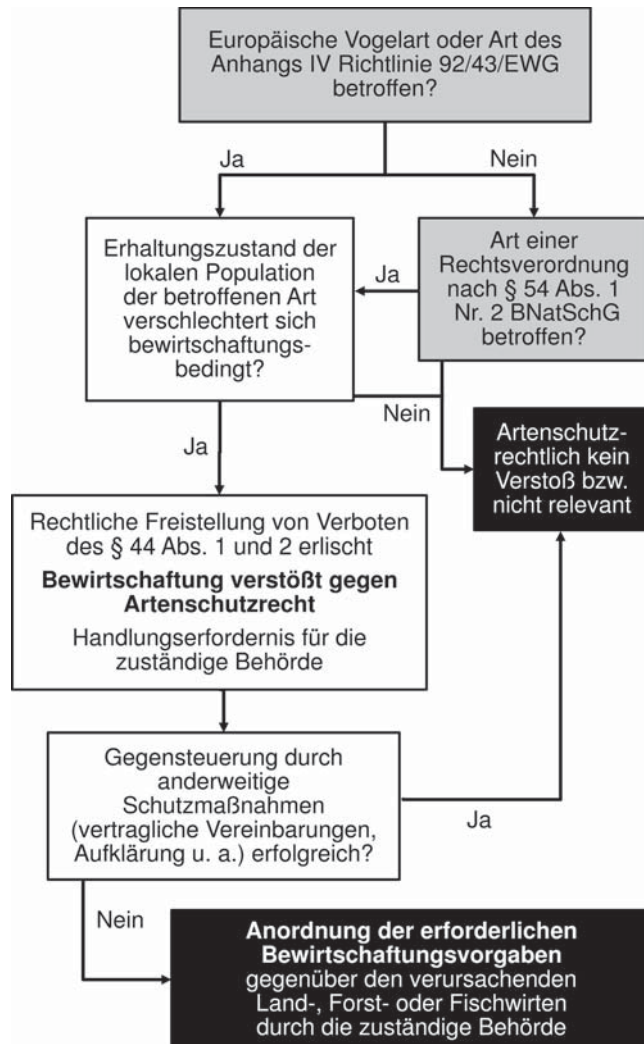 Europäische Vogelart oder Art des
Anhangs IV Richtlinie 92/43/EWG
betroffen?
Ja
Nein
Erhaltungszustand der
lokalen Population
der betroffenen Art
verschlechtert sich
bewirtschaftungs-
bedingt?
Ja
Art einer
Rechtsverordnung
nach § 54 Abs. 1
Nr. 2 BNatSchG
betroffen?
Nein
Ja
Artenschutz-
rechtlich kein
Verstoß bzw.
nicht relevant
Rechtliche Freistellung von Verboten
des § 44 Abs. 1 und 2 erlischt
Bewirtschaftung verstößt gegen
Artenschutzrecht
Handlungserfordernis für die
zuständige Behörde
Gegensteuerung durch
anderweitige
Schutzmaßnahmen
(vertragliche Vereinbarungen,
Aufklärung u. a.) erfolgreich?
Ja
Nein
Anordnung der erforderlichen
Bewirtschaftungsvorgaben
gegenüber den verursachenden
Land-, Forst- oder Fischwirten
durch die zuständige Behörde